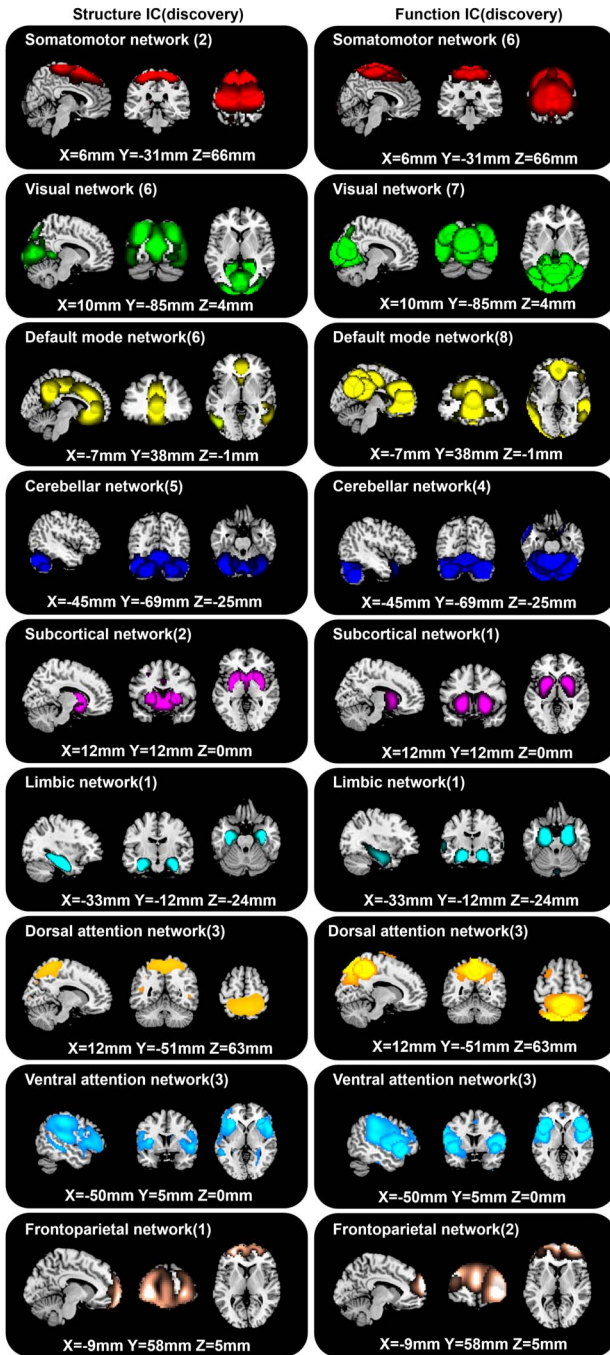 Structure IC(discovery)
Function IC(discovery)
Somatomotor network (2)
X=6mm Y=-31mm Z=66mm
Somatomotor network (6)
X=6mm Y=-31mm Z=66mm
Visual network (6)
X=10mm Y=-85mm Z=4mm
Visual network (7)
X=10mm Y=-85mm Z=4mm
Default mode network(6)
X=-7mm Y=38mm Z=-1mm
Default mode network(8)
X=-7mm Y=38mm Z=-1mm
Cerebellar network(5)
X=-45mm Y=-69mm Z=-25mm
Cerebellar network(4)
X=-45mm Y=-69mm Z=-25mm
Subcortical network(2)
X=12mm Y=12mm Z=0mm
Subcortical network(1)
X=12mm Y=12mm Z=0mm
Limbic network(1)
X=-33mm Y=-12mm Z=-24mm
Limbic network(1)
X=-33mm Y=-12mm Z=-24mm
Dorsal attention network(3)
X=12mm Y=-51mm Z=63mm
Dorsal attention network(3)
X=12mm Y=-51mm Z=63mm
Ventral attention network(3)
X=-50mm Y=5mm Z=0mm
Ventral attention network(3)
X=-50mm Y=5mm Z=0mm
Frontoparietal network(1)
X=-9mm Y=58mm Z=5mm
Frontoparietal network(2)
X=-9mm Y=58mm Z=5mm